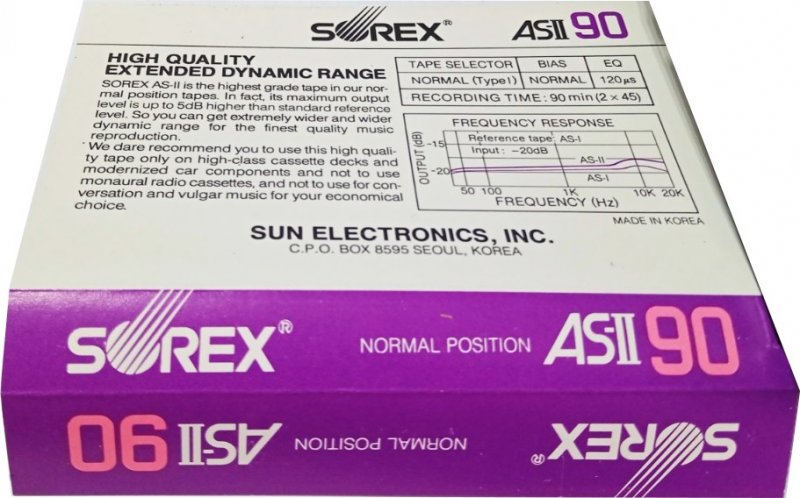 SOREX® AS-II 90
HIGH QUALITY
EXTENDED DYNAMIC RANGE
SOREX AS-II is the highest grade tape in our nor-
mal position tapes. In fact, its maximum output
level is up to 5dB higher than standard reference
level. So you can get extremely wider and wider
dynamic range for the finest quality music
reproduction.
We dare recommend you to use this high quali-
ty tape only on high-class cassette decks and
modernized car components and not to use
monaural radio cassettes, and not to use for con-
versation and vulgar music for your economical
choice.
TAPE SELECTOR BIAS EQ
NORMAL (Type I) NORMAL 120μs
RECORDING TIME : 90 min (2 × 45)
FREQUENCY RESPONSE
Reference tape: AS-I
Input : -20dB
OUTPUT (dB)
-15
-20
AS-II
AS-I
50 100 1K 10K 20K
FREQUENCY (Hz)
MADE IN KOREA
SUN ELECTRONICS, INC.
C.P.O. BOX 8595 SEOUL, KOREA
SOREX® NORMAL POSITION AS-II 90
SOREX® NORMAL POSITION AS-II 90